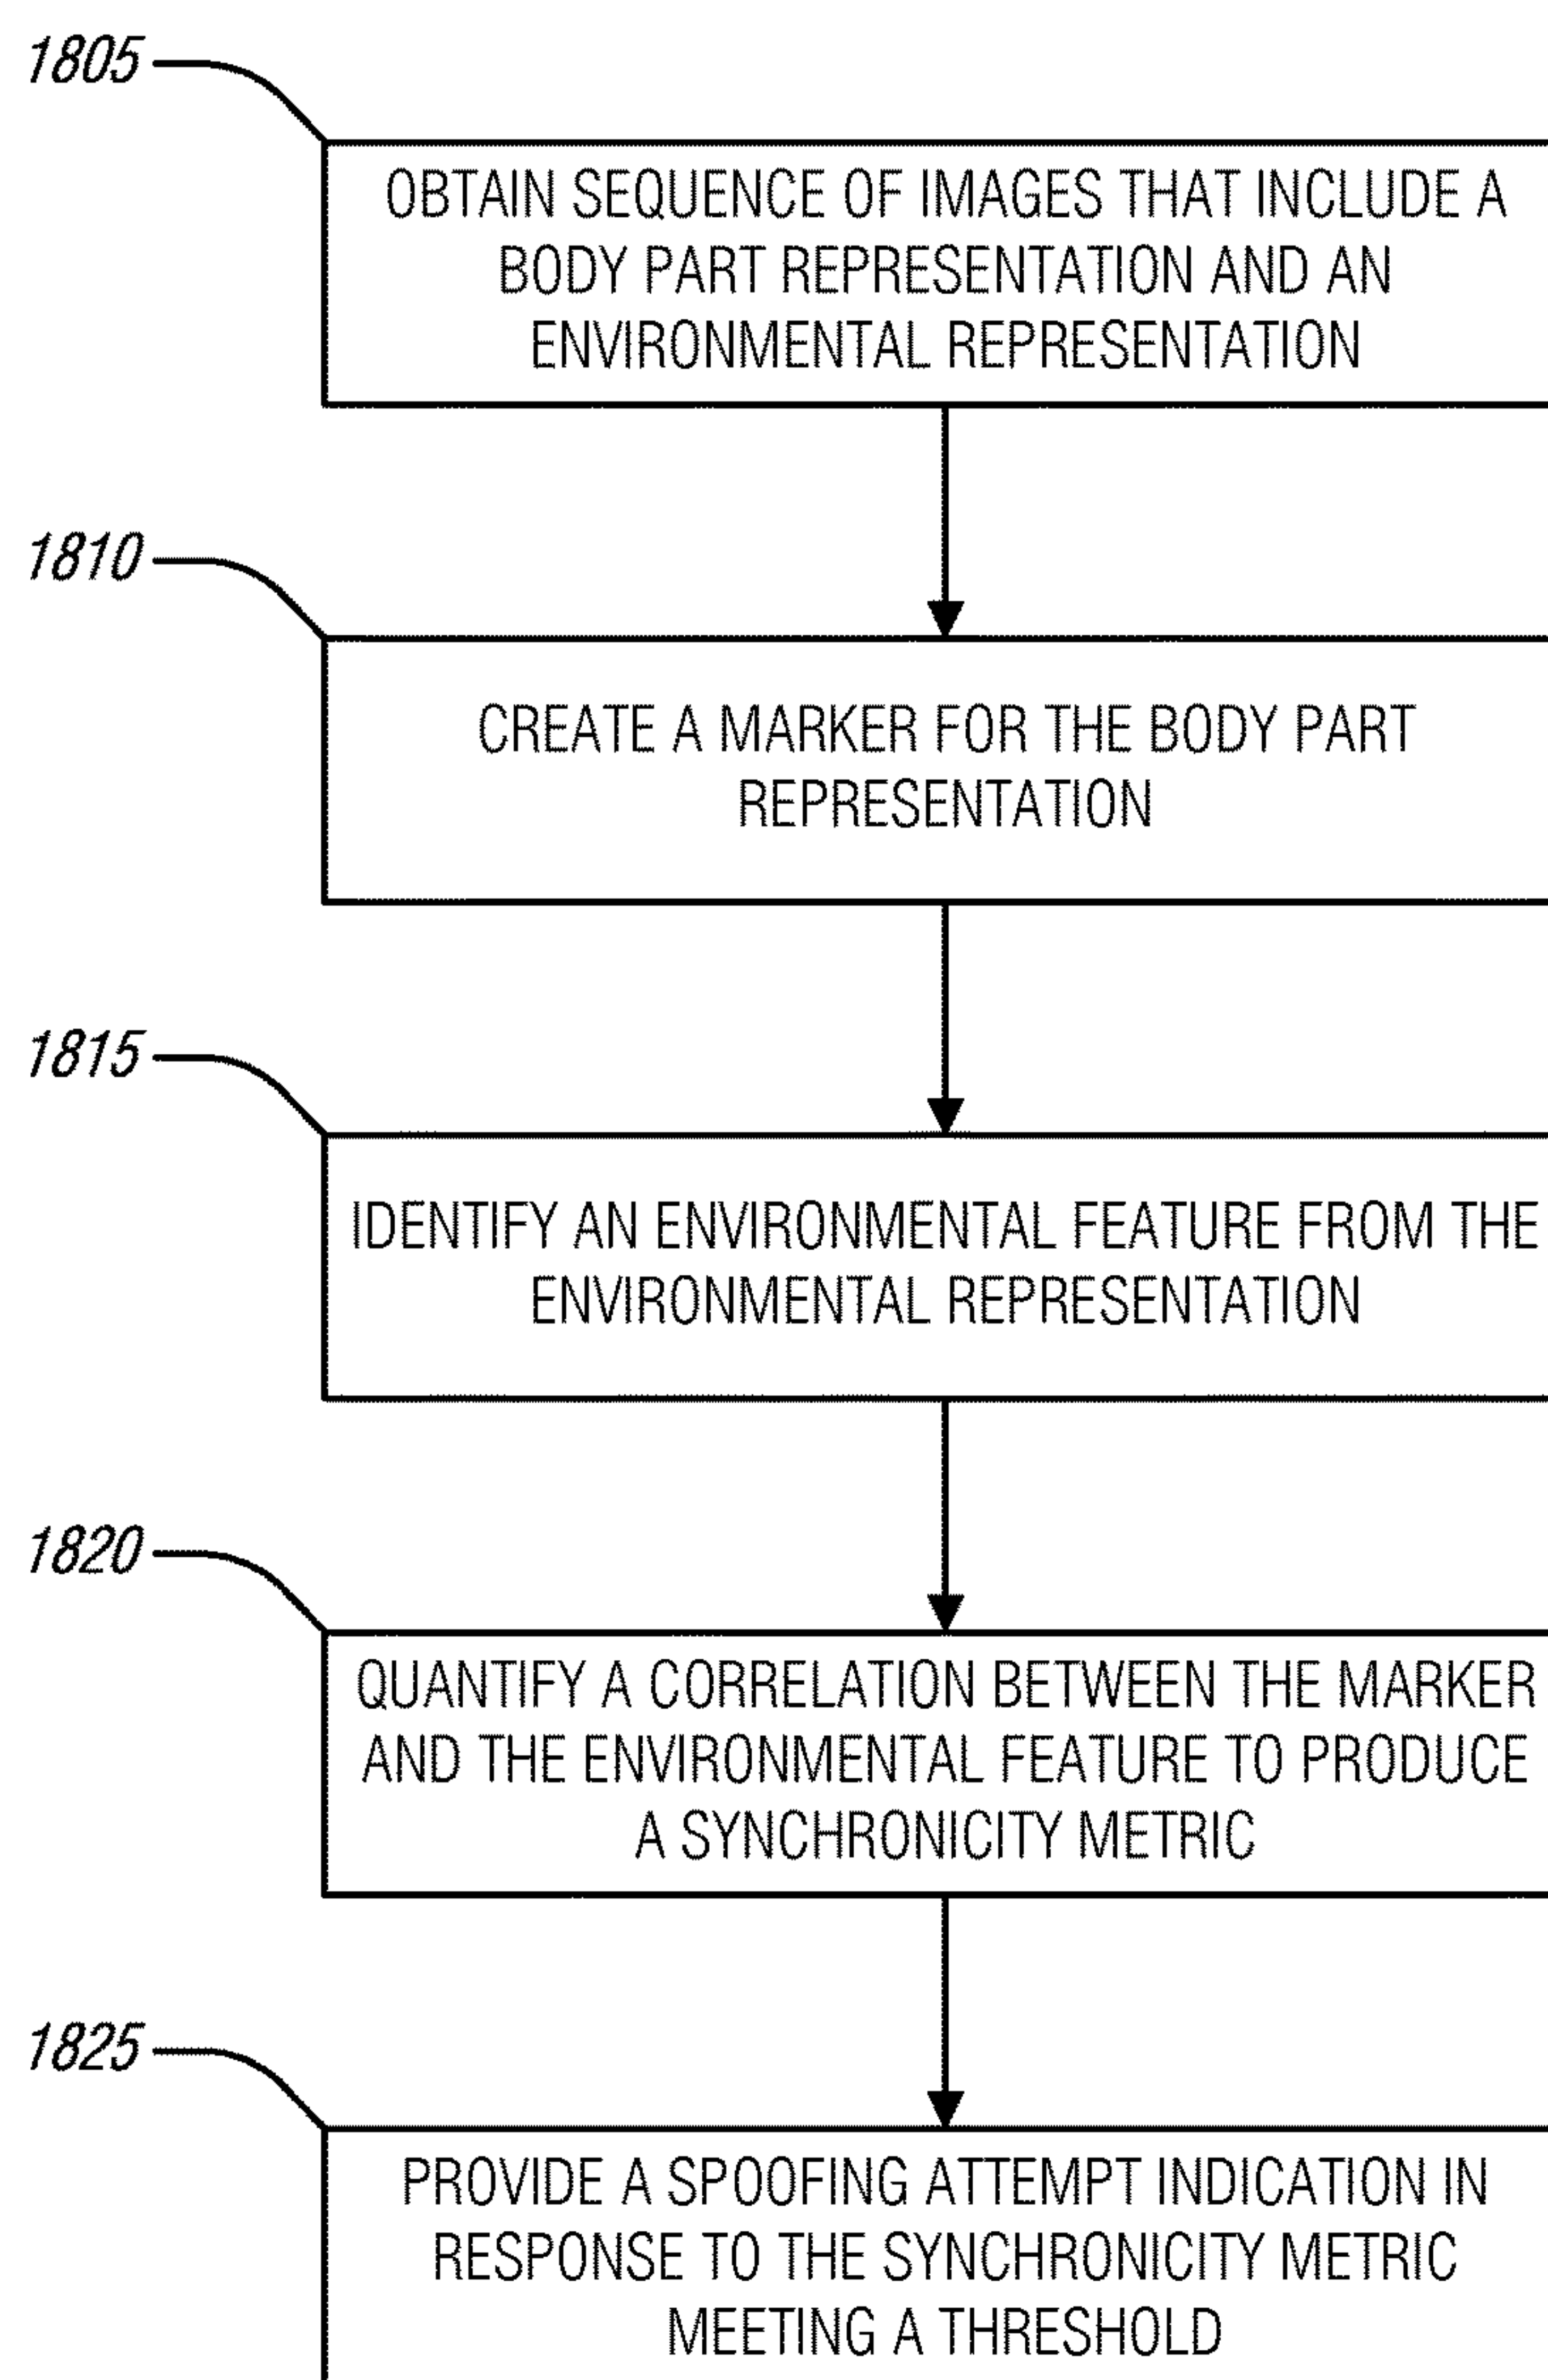 1805
OBTAIN SEQUENCE OF IMAGES THAT INCLUDE A
BODY PART REPRESENTATION AND AN
ENVIRONMENTAL REPRESENTATION
1810
CREATE A MARKER FOR THE BODY PART
REPRESENTATION
1815
IDENTIFY AN ENVIRONMENTAL FEATURE FROM THE
ENVIRONMENTAL REPRESENTATION
1820
QUANTIFY A CORRELATION BETWEEN THE MARKER
AND THE ENVIRONMENTAL FEATURE TO PRODUCE
A SYNCHRONICITY METRIC
1825
PROVIDE A SPOOFING ATTEMPT INDICATION IN
RESPONSE TO THE SYNCHRONICITY METRIC
MEETING A THRESHOLD